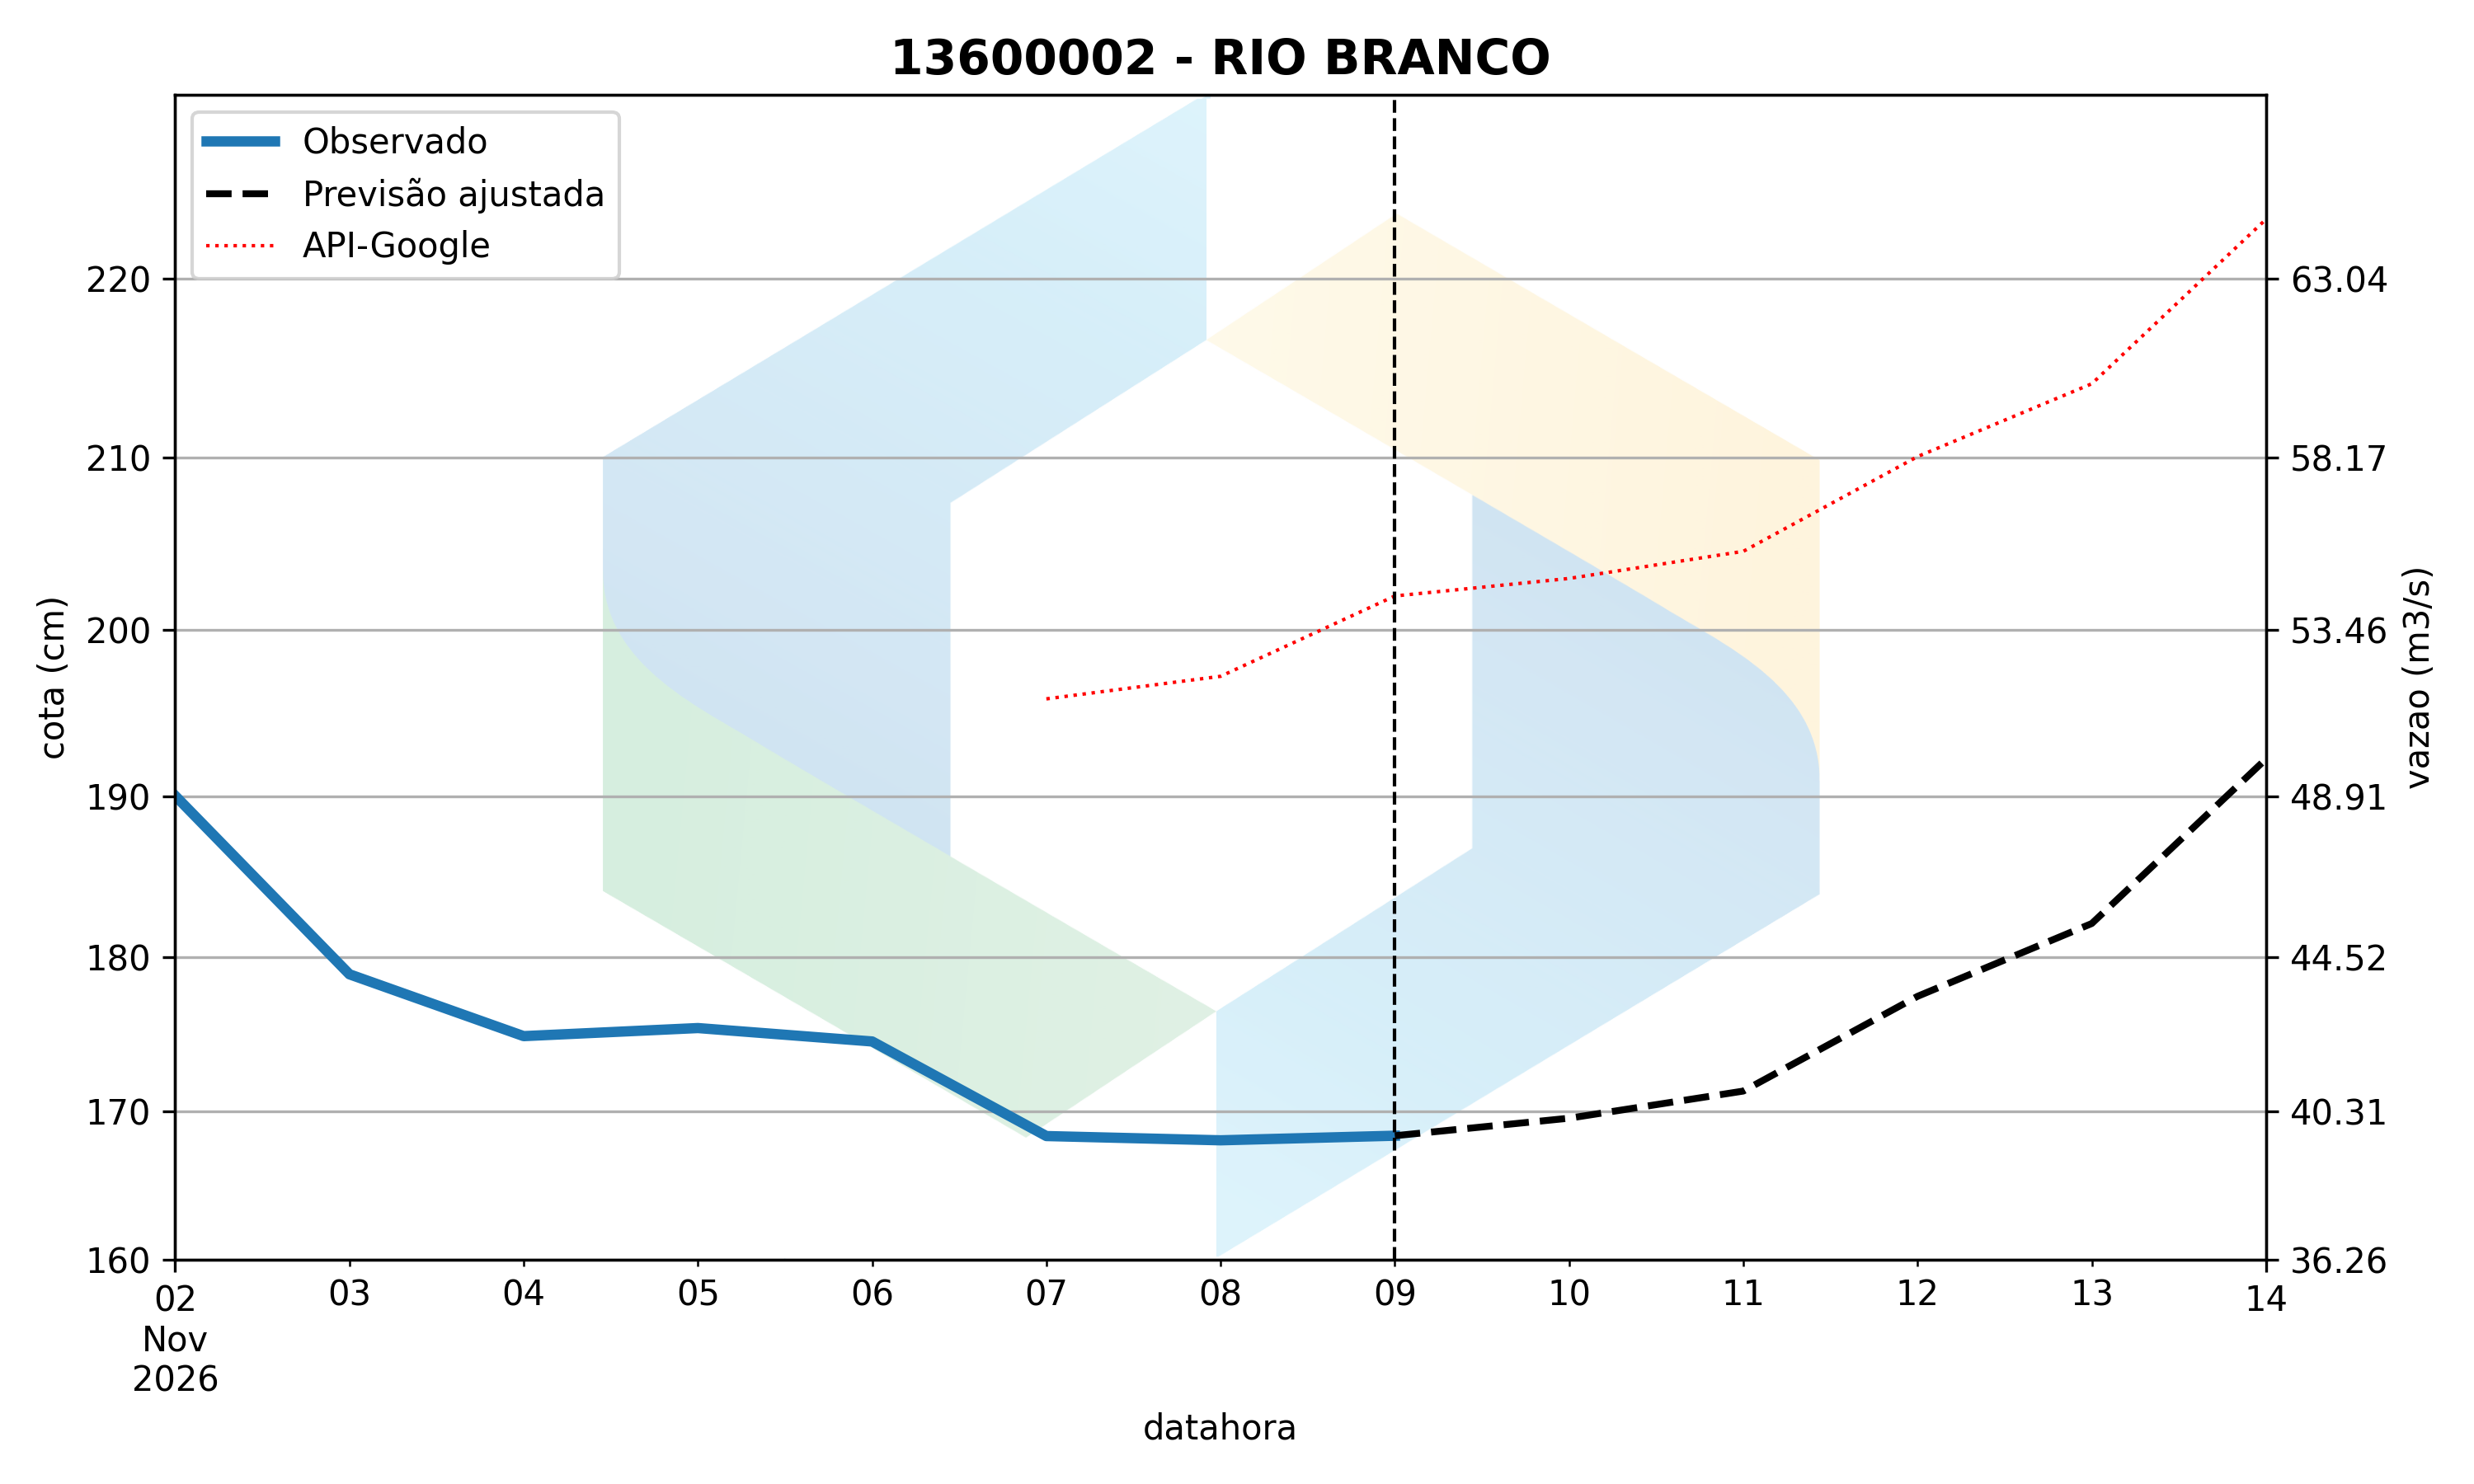 13600002 - RIO BRANCO
Observado
Previsão ajustada
API-Google
220
210
200
190
180
170
160
cota (cm)
63.04
58.17
53.46
48.91
44.52
40.31
36.26
vazao (m3/s)
02 03 04 05 06 07 08 09 10 11 12 13 14
Nov
2026
datahora